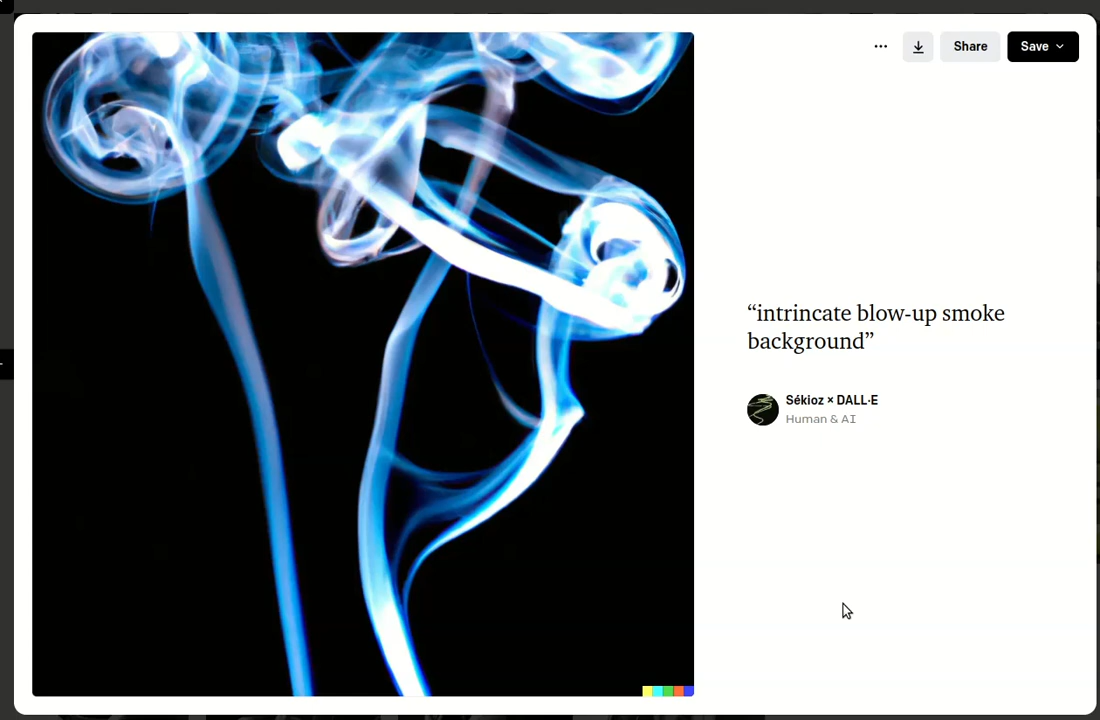 Share
Save
“intrincate blow-up smoke
background”
Sékioz × DALL·E
Human & AI